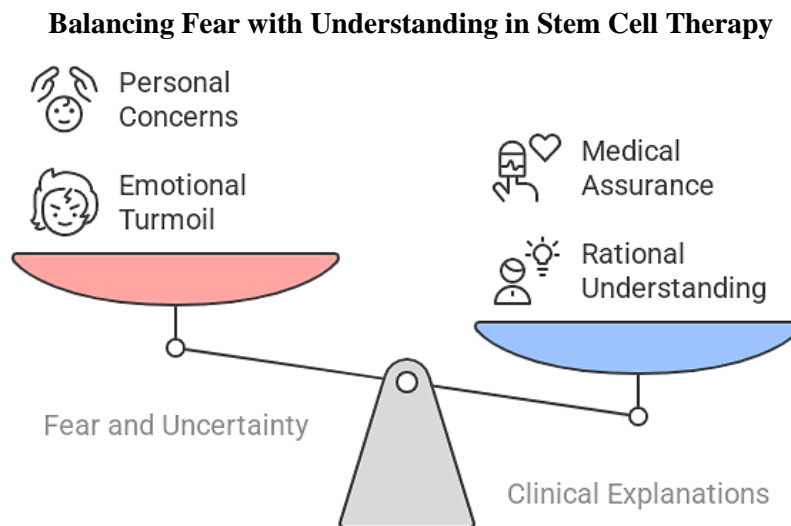 Balancing Fear with Understanding in Stem Cell Therapy
Personal
Concerns
Emotional
Turmoil
Medical
Assurance
Rational
Understanding
Fear and Uncertainty
Clinical Explanations